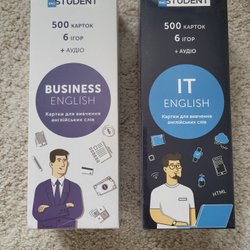 STUDENT
500 КАРТОК
6 ІГОР
+ АУДІО
BUSINESS
ENGLISH
Картки для вивчення
англійських слів
STUDENT
500 КАРТОК
6 ІГОР
+ АУДІО
IT
ENGLISH
Картки для вивчення
англійських слів
HTML